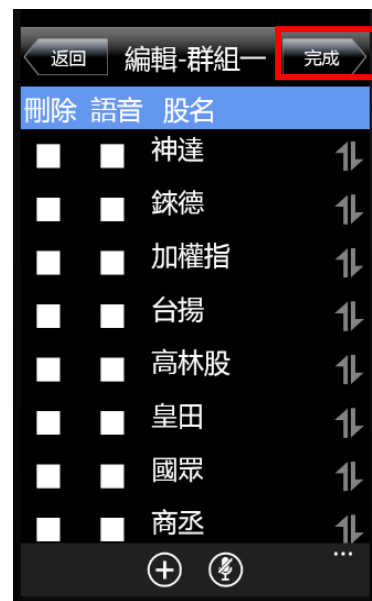 返回 編輯-群組一 完成
刪除 語音 股名
神達
錸德
加權指
台揚
高林股
皇田
國眾
商丞